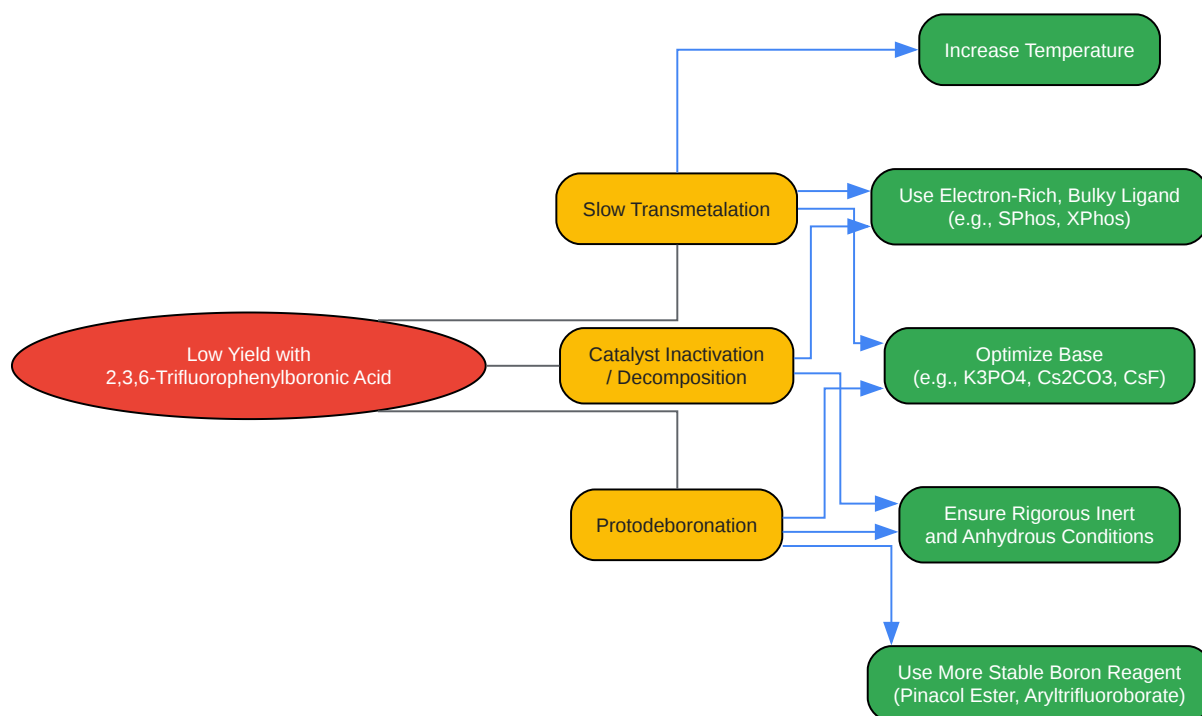 Increase Temperature
Slow Transmetalation
Use Electron-Rich, Bulky Ligand
(e.g., SPhos, XPhos)
Low Yield with
2,3,6-Trifluorophenylboronic Acid
Catalyst Inactivation
/ Decomposition
Optimize Base
(e.g., K3PO4, Cs2CO3, CsF)
Protodeboronation
Ensure Rigorous Inert
and Anhydrous Conditions
Use More Stable Boron Reagent
(Pinacol Ester, Aryltrifluoroborate)